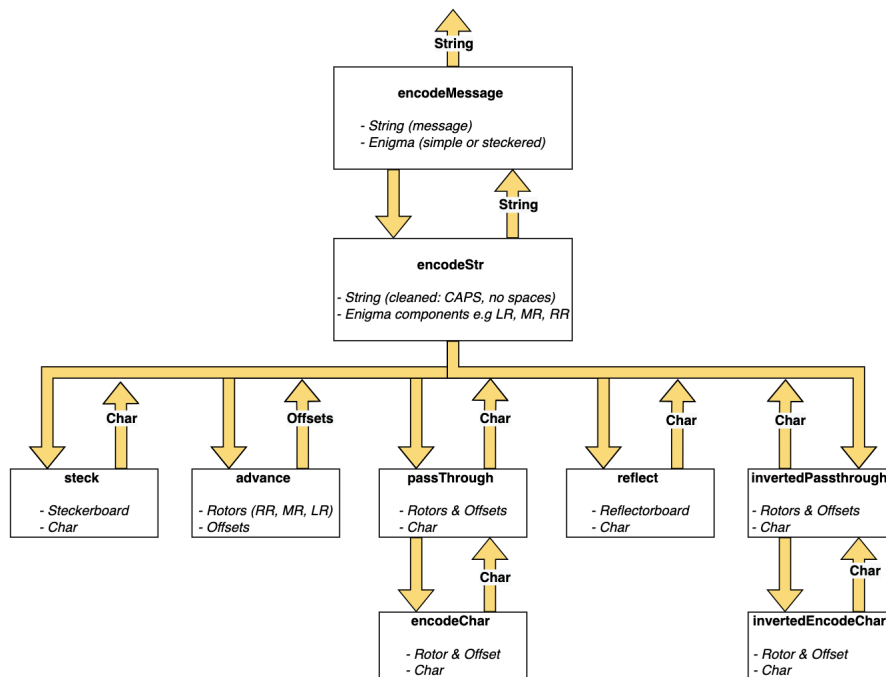 String
encodeMessage
- String (message)
- Enigma (simple or steckered)
String
encodeStr
- String (cleaned: CAPS, no spaces)
- Enigma components e.g LR, MR, RR
Char
Offsets
Char
Char
Char
steck
- Steckerboard
- Char
advance
- Rotors (RR, MR, LR)
- Offsets
passThrough
- Rotors & Offsets
- Char
reflect
- Reflectorboard
- Char
invertedPassthrough
- Rotors & Offsets
- Char
Char
Char
encodeChar
- Rotor & Offset
- Char
invertedEncodeChar
- Rotor & Offset
- Char